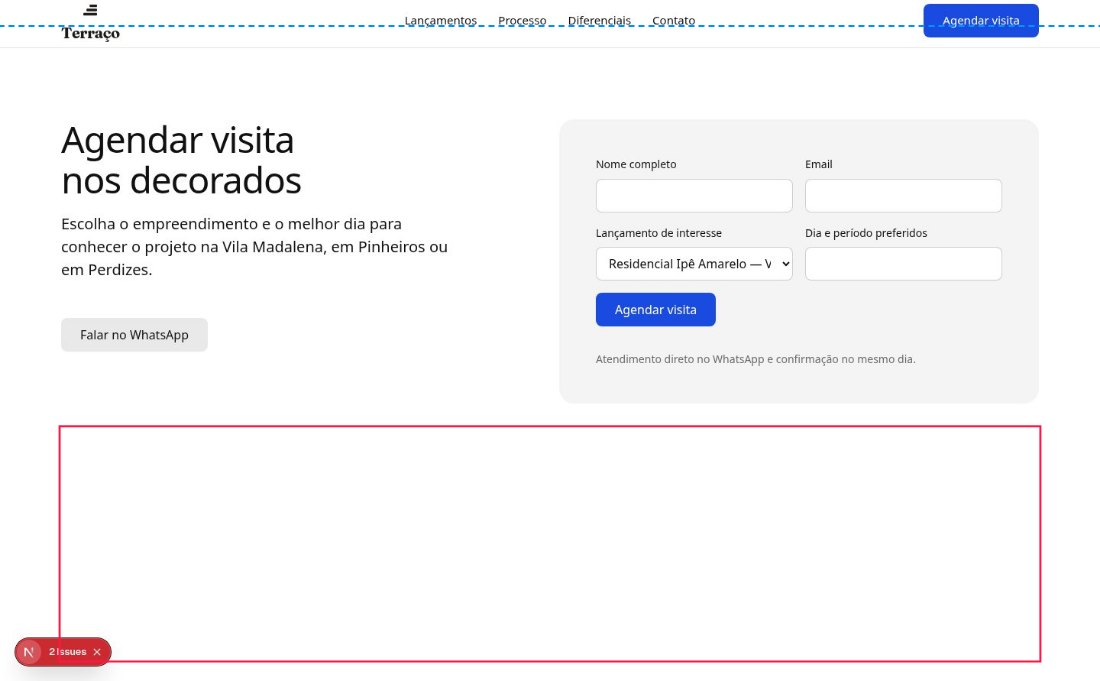 Terraço
Lançamentos Processo Diferenciais Contato
Agendar visita
Agendar visita
nos decorados
Escolha o empreendimento e o melhor dia para
conhecer o projeto na Vila Madalena, em Pinheiros ou
em Perdizes.
Falar no WhatsApp
Nome completo
Email
Lançamento de interesse
Dia e período preferidos
Residencial Ipê Amarelo — V
Agendar visita
Atendimento direto no WhatsApp e confirmação no mesmo dia.
N 2 Issues